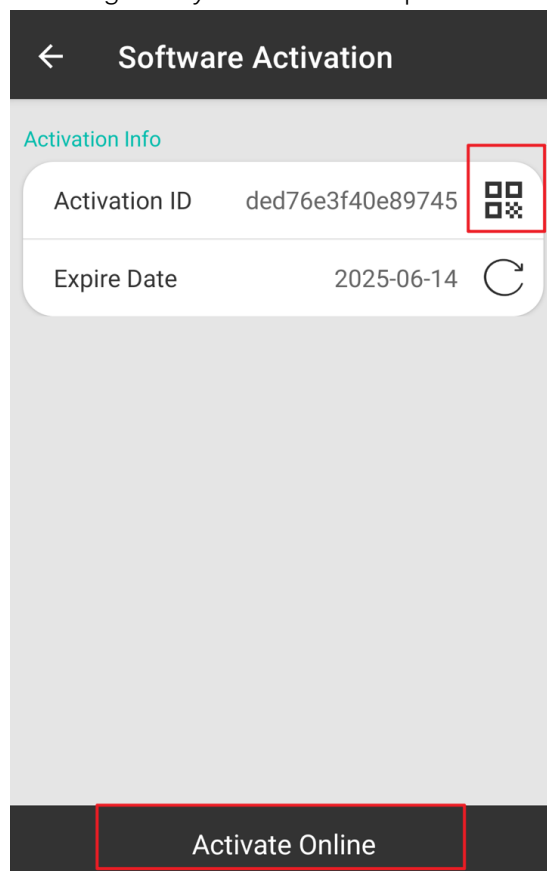 Software Activation
Activation Info
Activation ID ded76e3f40e89745
Expire Date 2025-06-14
Activate Online